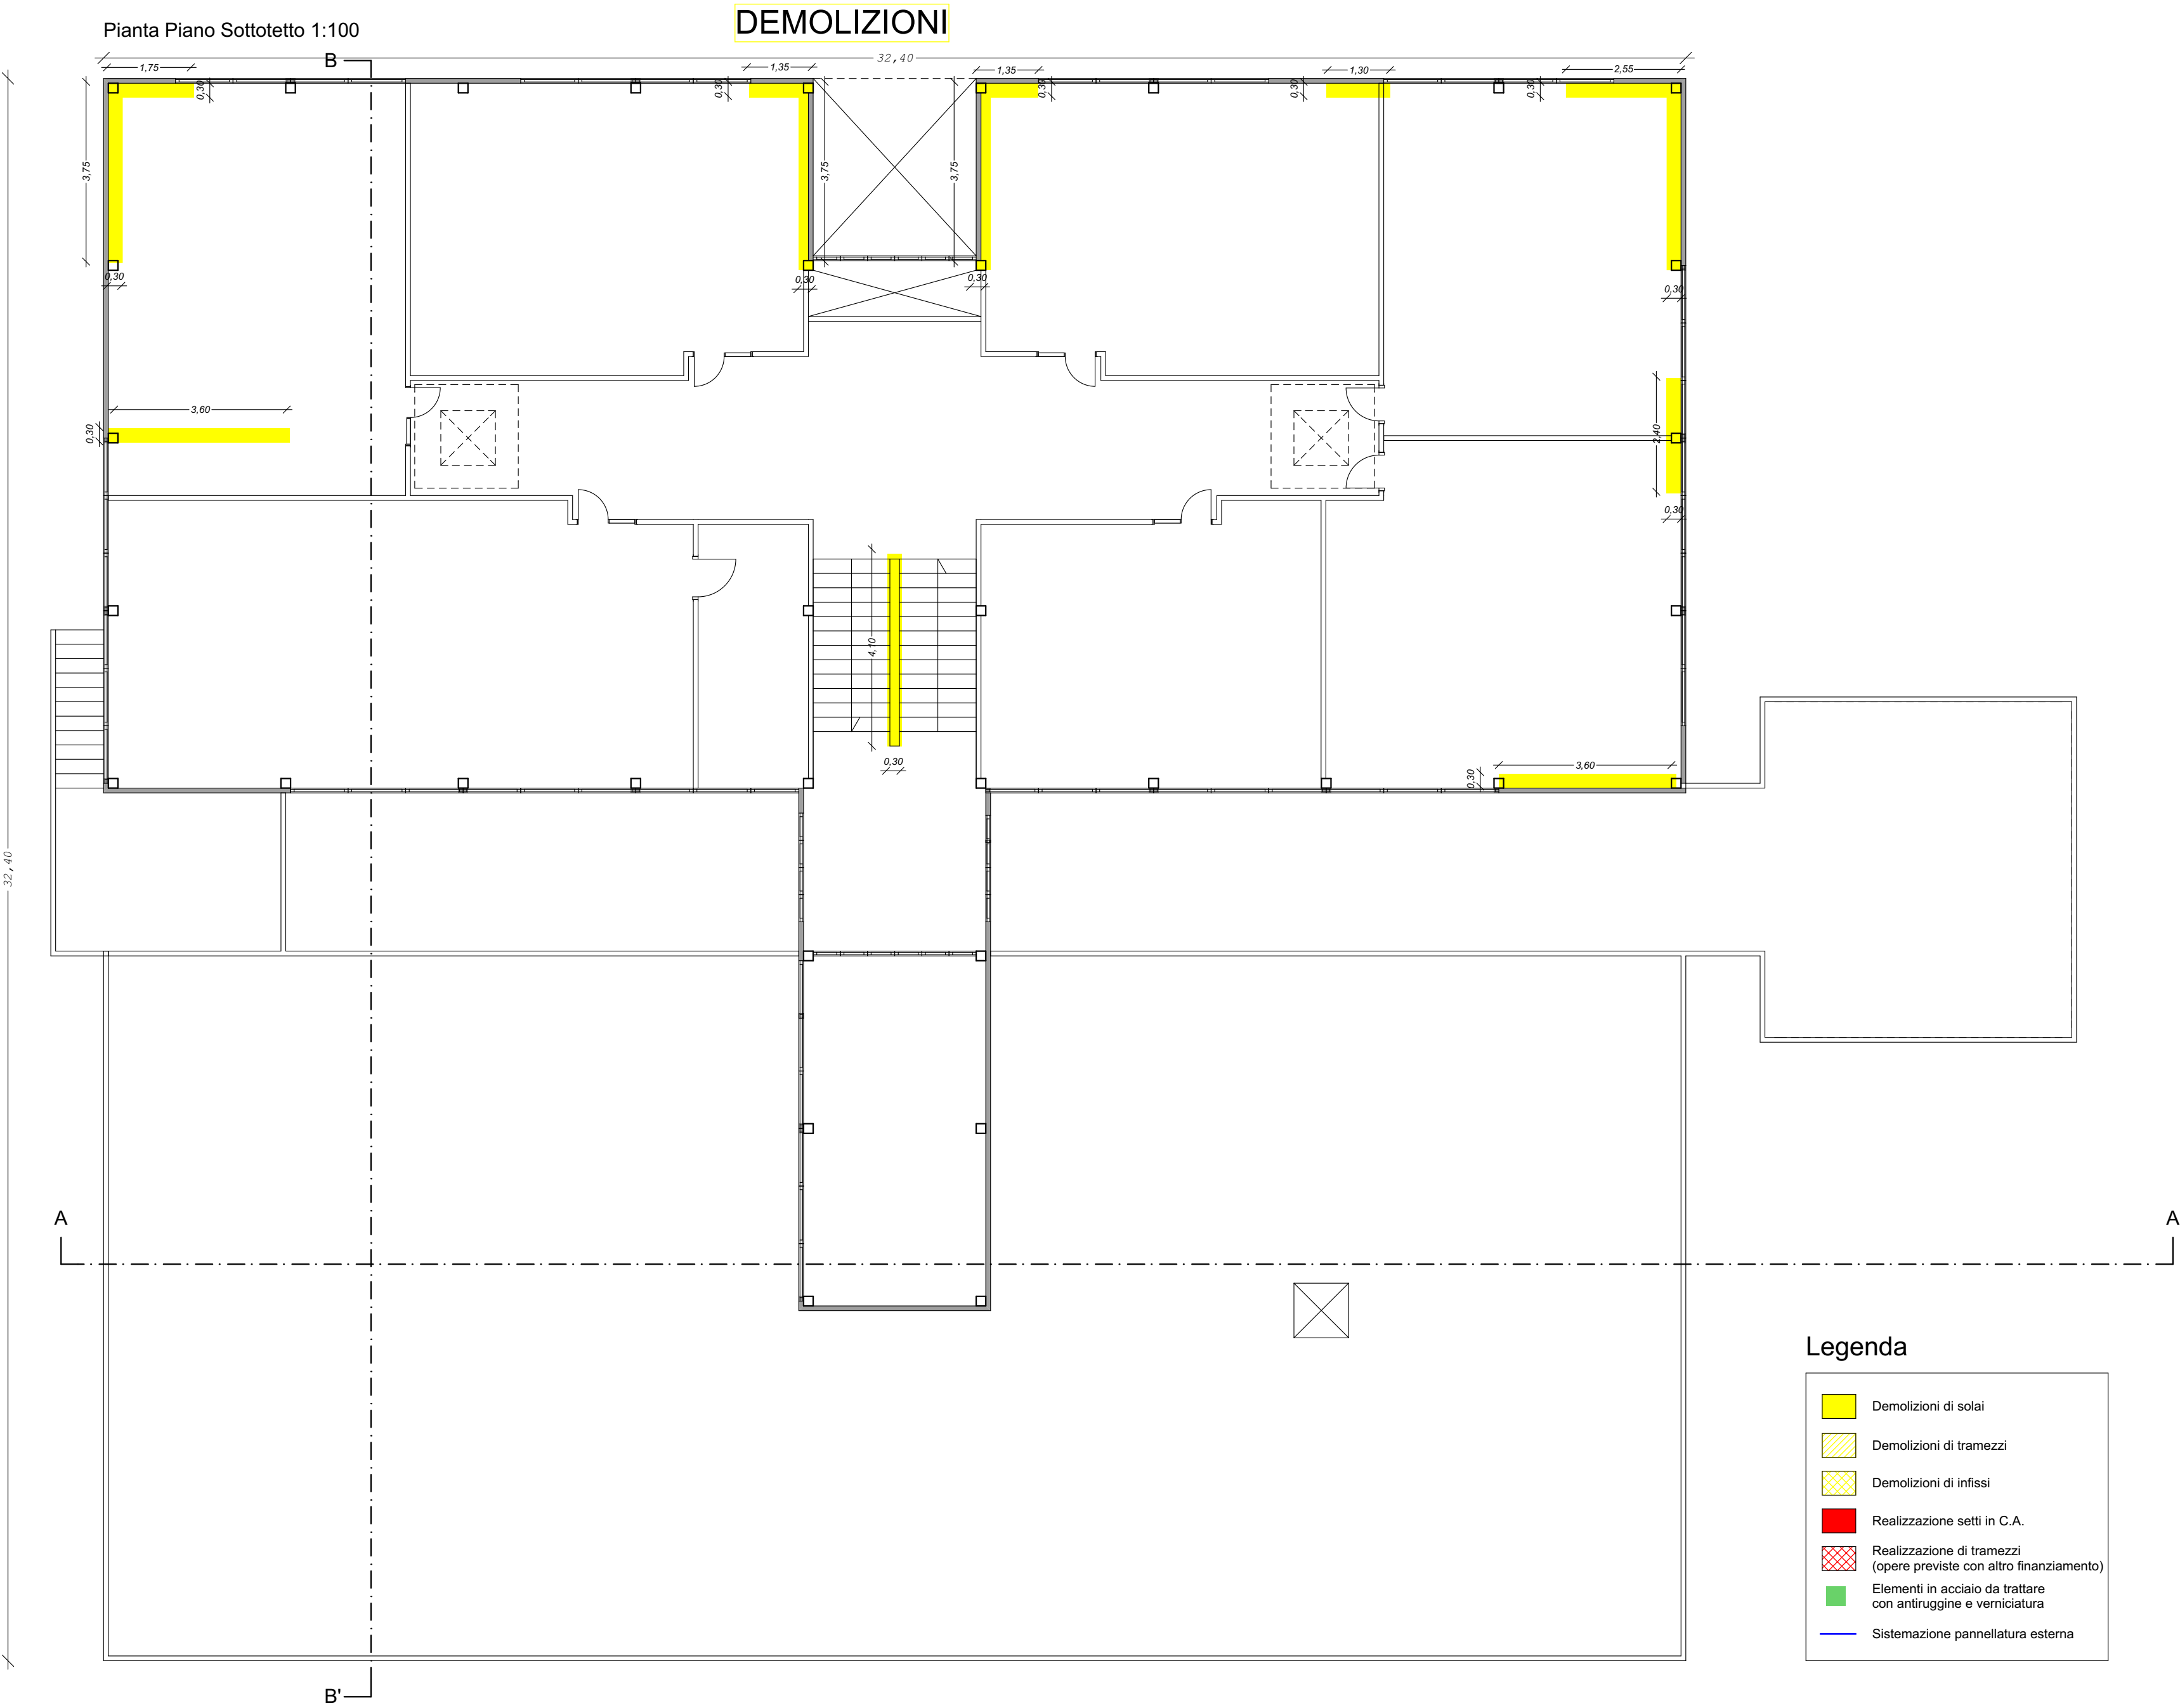 DEMOLIZIONI
Pianta Piano Sottotetto 1:100
B
32,40
1,75
1,35
1,35
1,30
2,55
0,30
0,30
0,30
0,30
0,30
3,75
3,75
3,75
0,30
0,30
0,30
0,30
3,60
0,30
2,40
0,30
4,10
0,30
3,60
0,30
32,40
A
A
B'
Legenda
Demolizioni di solai
Demolizioni di tramezzi
Demolizioni di infissi
Realizzazione setti in C.A.
Realizzazione di tramezzi
(opere previste con altro finanziamento)
Elementi in acciaio da trattare
con antiruggine e verniciatura
Sistemazione pannellatura esterna